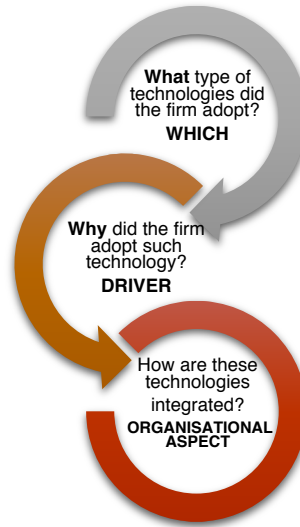 What type of
technologies did
the firm adopt?
WHICH
Why did the firm
adopt such
technology?
DRIVER
How are these
technologies
integrated?
ORGANISATIONAL
ASPECT